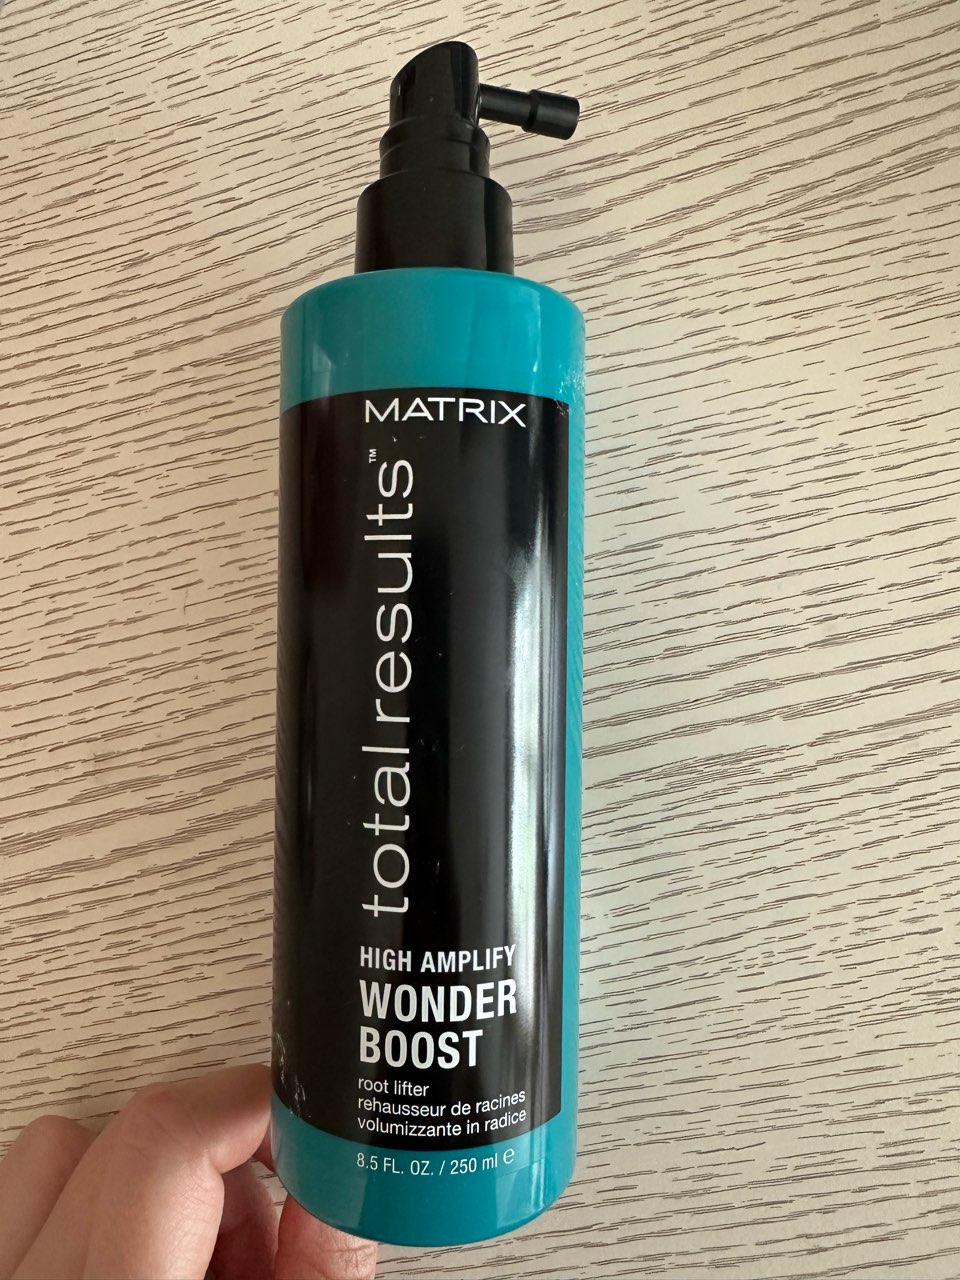 MATRIX
total results™
HIGH AMPLIFY
WONDER
BOOST
root lifter
rehausseur de racines
volumizzante in radice
8.5 FL. OZ. / 250 ml ℮